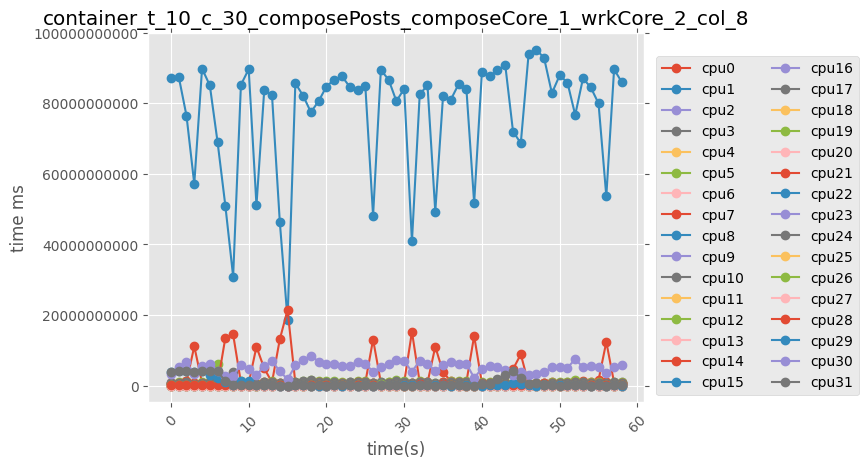 container_t_10_c_30_composePosts_composeCore_1_wrkCore_2_col_8
100000000000
80000000000
60000000000
40000000000
20000000000
0
time ms
0 10 20 30 40 50 60
time(s)
cpu0 cpu16
cpu1 cpu17
cpu2 cpu18
cpu3 cpu19
cpu4 cpu20
cpu5 cpu21
cpu6 cpu22
cpu7 cpu23
cpu8 cpu24
cpu9 cpu25
cpu10 cpu26
cpu11 cpu27
cpu12 cpu28
cpu13 cpu29
cpu14 cpu30
cpu15 cpu31